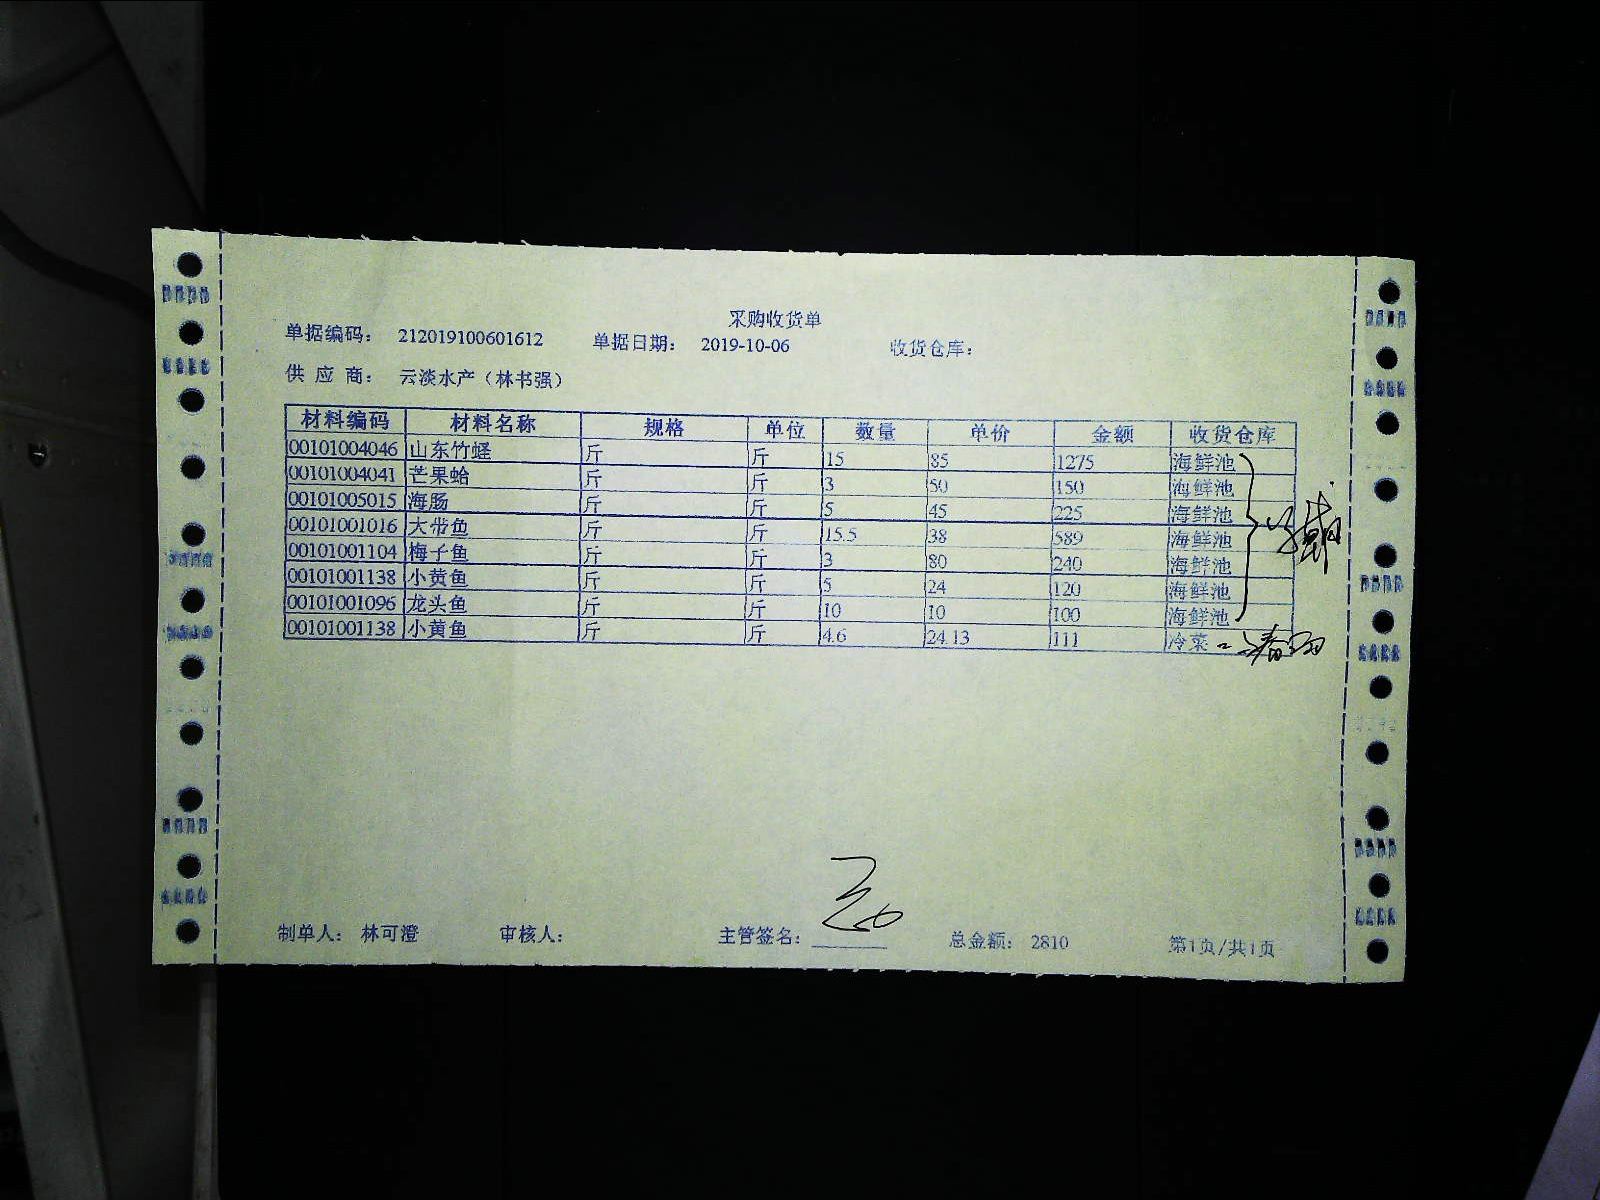 采购收货单
单据编码： 212019100601612 单据日期： 2019-10-06 收货仓库：
供 应 商： 云淡水产（林书强）
材料编码 材料名称 规格 单位 数量 单价 金额 收货仓库
00101004046 山东竹蛏 斤 斤 15 85 1275 海鲜池
00101004041 芒果蛤 斤 斤 3 50 150 海鲜池
00101005015 海肠 斤 斤 5 45 225 海鲜池
00101001016 大带鱼 斤 斤 15.5 38 589 海鲜池
00101001104 梅子鱼 斤 斤 3 80 240 海鲜池
00101001138 小黄鱼 斤 斤 5 24 120 海鲜池
00101001096 龙头鱼 斤 斤 10 10 100 海鲜池
00101001138 小黄鱼 斤 斤 4.6 24.13 111 冷菜
制单人： 林可澄 审核人： 主管签名： 总金额： 2810 第1页/共1页